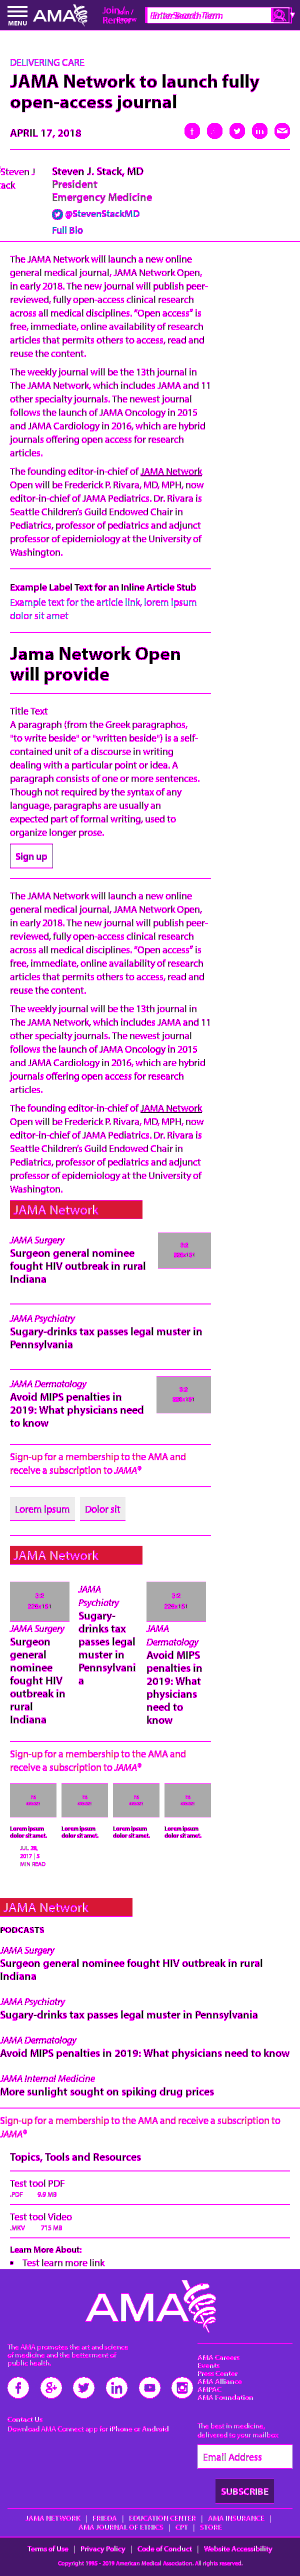 MENU
AMA
DELIVERING CARE
JAMA Network to launch fully
open-access journal
APRIL 17, 2018
Steven J. Stack, MD
President
Emergency Medicine
@StevenStackMD
Full Bio
The JAMA Network will launch a new online
general medical journal, JAMA Network Open,
in early 2018. The new journal will publish peer-
reviewed, fully open-access clinical research
across all medical disciplines. “Open access” is
free, immediate, online availability of research
articles that permits others to access, read and
reuse the content.
The weekly journal will be the 13th journal in
The JAMA Network, which includes JAMA and 11
other specialty journals. The newest journal
follows the launch of JAMA Oncology in 2015
and JAMA Cardiology in 2016, which are hybrid
journals offering open access for research
articles.
The founding editor-in-chief of JAMA Network
Open will be Frederick P. Rivara, MD, MPH, now
editor-in-chief of JAMA Pediatrics. Dr. Rivara is
Seattle Children’s Guild Endowed Chair in
Pediatrics, professor of pediatrics and adjunct
professor of epidemiology at the University of
Washington.
Example Label Text for an Inline Article Stub
Example text for the article link, lorem ipsum
dolor sit amet
Jama Network Open
will provide
Title Text
A paragraph (from the Greek paragraphos,
"to write beside" or "written beside") is a self-
contained unit of a discourse in writing
dealing with a particular point or idea. A
paragraph consists of one or more sentences.
Though not required by the syntax of any
language, paragraphs are usually an
expected part of formal writing, used to
organize longer prose.
Sign up
The JAMA Network will launch a new online
general medical journal, JAMA Network Open,
in early 2018. The new journal will publish peer-
reviewed, fully open-access clinical research
across all medical disciplines. “Open access” is
free, immediate, online availability of research
articles that permits others to access, read and
reuse the content.
The weekly journal will be the 13th journal in
The JAMA Network, which includes JAMA and 11
other specialty journals. The newest journal
follows the launch of JAMA Oncology in 2015
and JAMA Cardiology in 2016, which are hybrid
journals offering open access for research
articles.
The founding editor-in-chief of JAMA Network
Open will be Frederick P. Rivara, MD, MPH, now
editor-in-chief of JAMA Pediatrics. Dr. Rivara is
Seattle Children’s Guild Endowed Chair in
Pediatrics, professor of pediatrics and adjunct
professor of epidemiology at the University of
Washington.
JAMA Network
JAMA Surgery
Surgeon general nominee
fought HIV outbreak in rural
Indiana
3:2
226x151
JAMA Psychiatry
Sugary-drinks tax passes legal muster in
Pennsylvania
JAMA Dermatology
Avoid MIPS penalties in
2019: What physicians need
to know
3:2
226x151
Sign-up for a membership to the AMA and
receive a subscription to JAMA®
Lorem ipsum Dolor sit
JAMA Network
3:2
226x151
JAMA Surgery
Surgeon
general
nominee
fought HIV
outbreak in
rural
Indiana
JAMA
Psychiatry
Sugary-
drinks tax
passes legal
muster in
Pennsylvani
a
3:2
226x151
JAMA
Dermatology
Avoid MIPS
penalties in
2019: What
physicians
need to
know
Sign-up for a membership to the AMA and
receive a subscription to JAMA®
Lorem ipsum
dolor sit amet.
JUL 28,
2017 | 5
MIN READ
Lorem ipsum
dolor sit amet.
Lorem ipsum
dolor sit amet.
Lorem ipsum
dolor sit amet.
JAMA Network
PODCASTS
JAMA Surgery
Surgeon general nominee fought HIV outbreak in rural
Indiana
JAMA Psychiatry
Sugary-drinks tax passes legal muster in Pennsylvania
JAMA Dermatology
Avoid MIPS penalties in 2019: What physicians need to know
JAMA Internal Medicine
More sunlight sought on spiking drug prices
Sign-up for a membership to the AMA and receive a subscription to
JAMA®
Topics, Tools and Resources
Test tool PDF
.PDF 9.8 MB
Test tool Video
.MKV 71.5 MB
Learn More About:
Test learn more link
AMA
The AMA promotes the art and science
of medicine and the betterment of
public health.
Contact Us
Download AMA Connect app for iPhone or Android
AMA Careers
Events
Press Center
AMA Alliance
AMPAC
AMA Foundation
The best in medicine,
delivered to your mailbox
Email Address
SUBSCRIBE
JAMA NETWORK | FREIDA | EDUCATION CENTER | AMA INSURANCE |
AMA JOURNAL OF ETHICS | CPT | STORE
Terms of Use | Privacy Policy | Code of Conduct | Website Accessibility
Copyright 1995 - 2019 American Medical Association. All rights reserved.